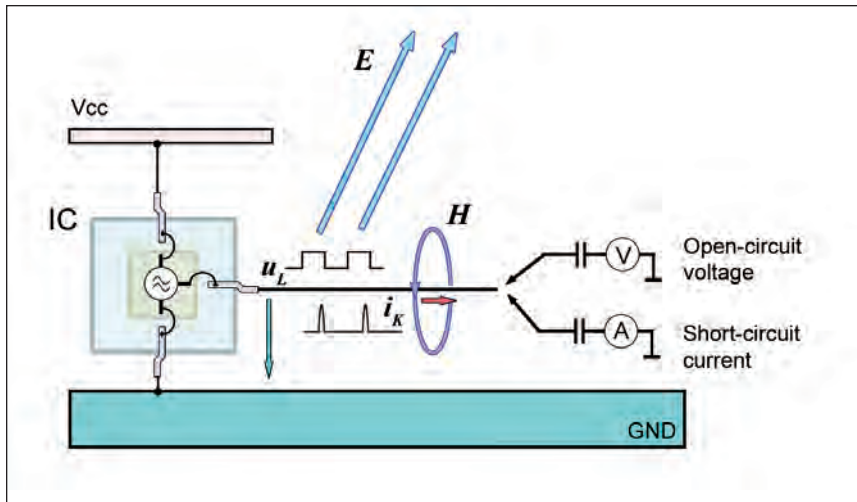 E
Vcc
IC
H
u_L
i_K
V
Open-circuit
voltage
A
Short-circuit
current
GND